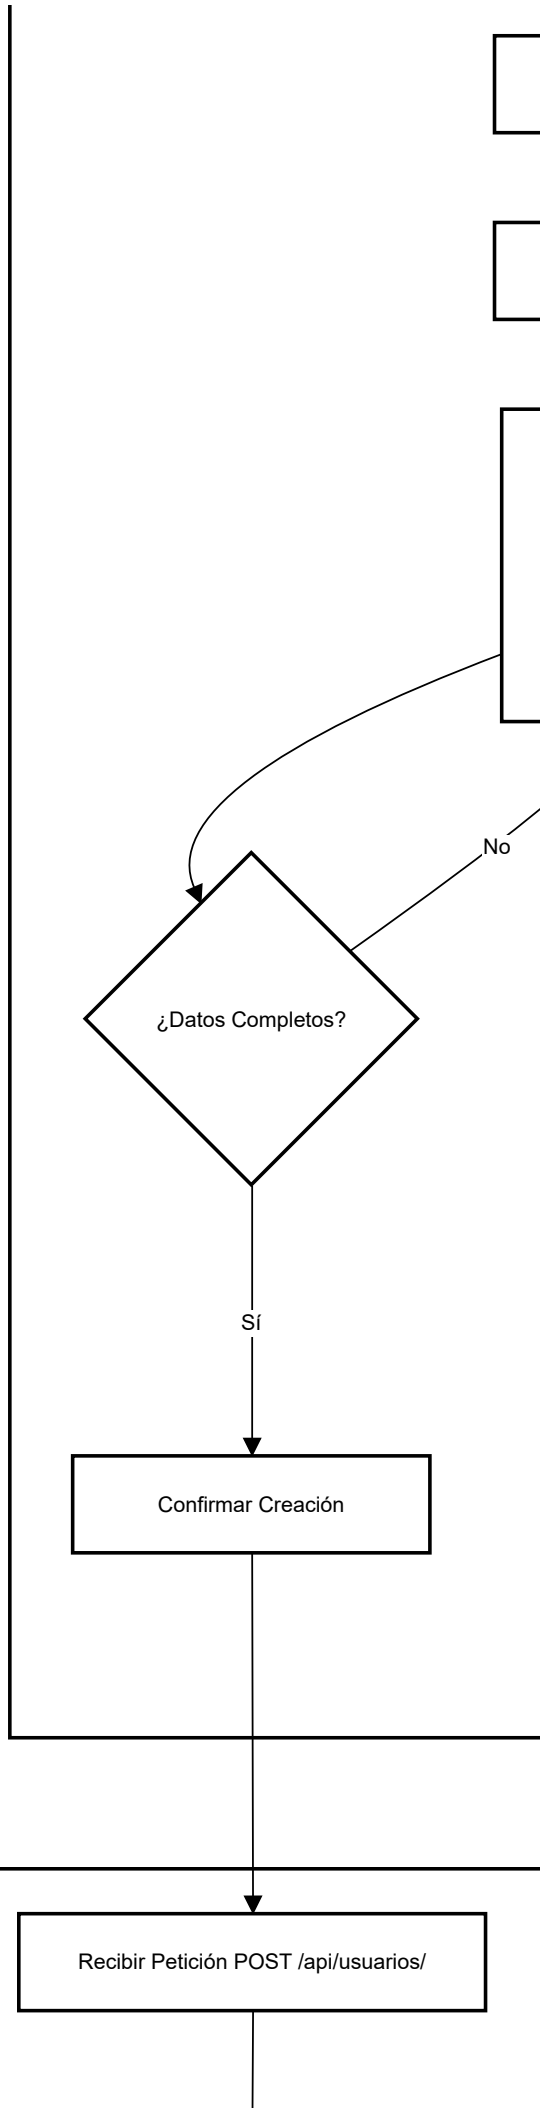 No
¿Datos Completos?
Sí
Confirmar Creación
Recibir Petición POST /api/usuarios/